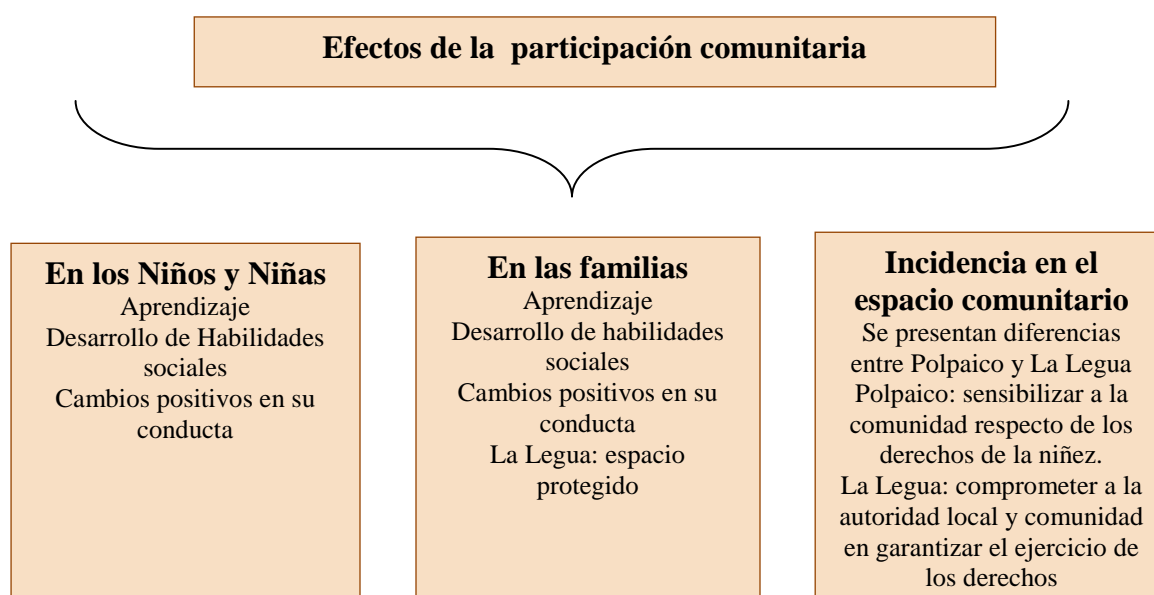 Efectos de la  participación comunitaria
En los Niños y Niñas
Aprendizaje
Desarrollo de Habilidades
sociales
Cambios positivos en su
conducta
En las familias
Aprendizaje
Desarrollo de habilidades
sociales
Cambios positivos en su
conducta
La Legua: espacio
protegido
Incidencia en el
espacio comunitario
Se presentan diferencias
entre Polpaico y La Legua
Polpaico: sensibilizar a la
comunidad respecto de los
derechos de la niñez.
La Legua: comprometer a la
autoridad local y comunidad
en garantizar el ejercicio de
los derechos